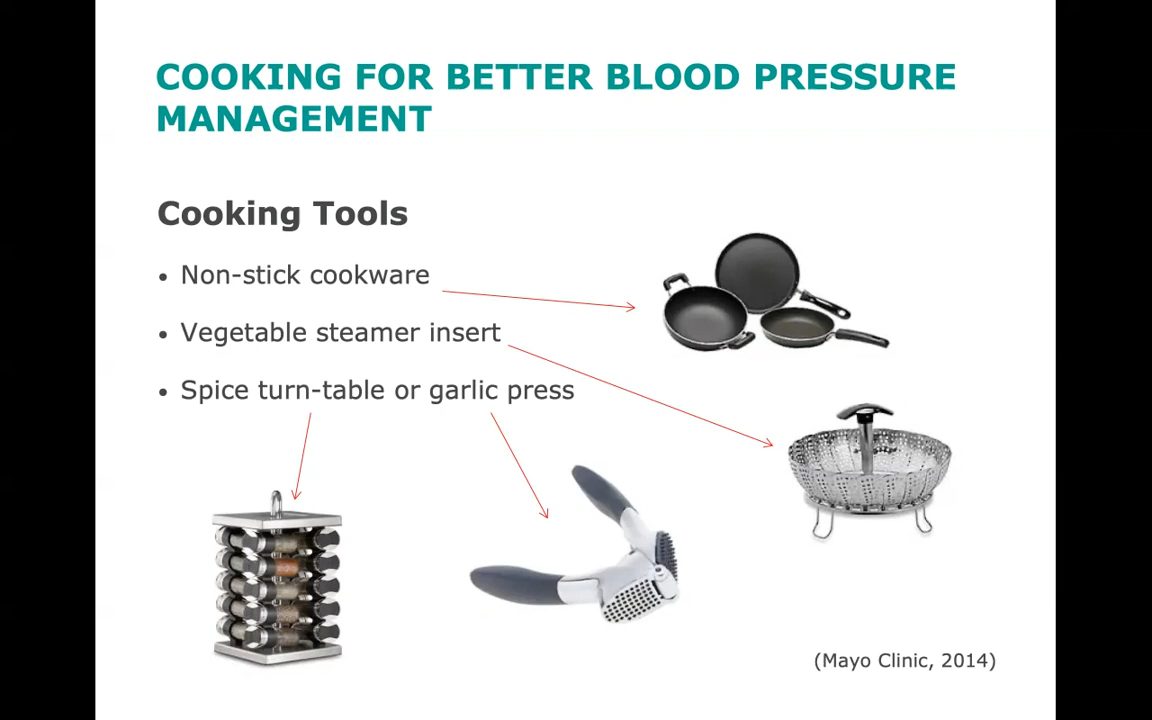 COOKING FOR BETTER BLOOD PRESSURE
MANAGEMENT
Cooking Tools
• Non-stick cookware
• Vegetable steamer insert
• Spice turn-table or garlic press
(Mayo Clinic, 2014)